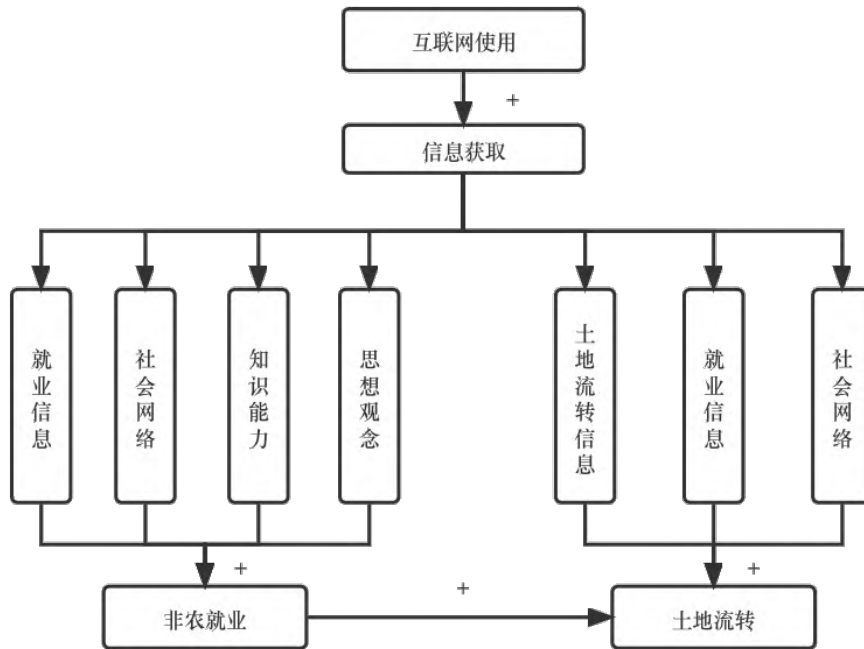 互联网使用
+
信息获取
就业信息
社会网络
知识能力
思想观念
土地流转信息
就业信息
社会网络
+
+
+
非农就业
土地流转